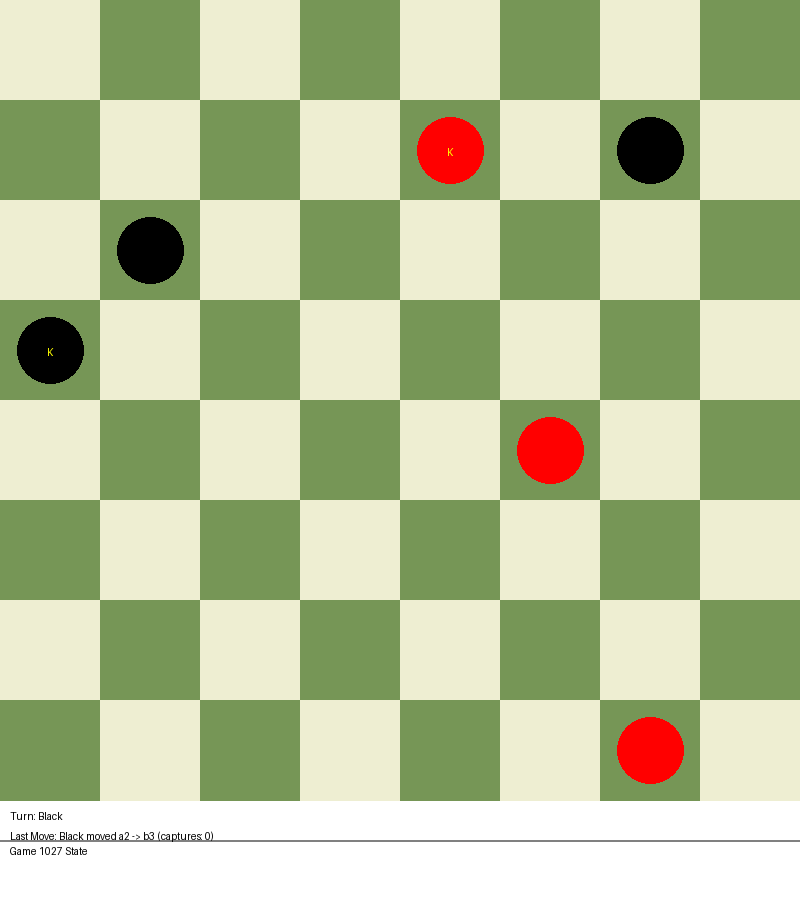 K
K
Turn: Black
Last Move: Black moved a2 -> b3 (captures: 0)
Game 1027 State